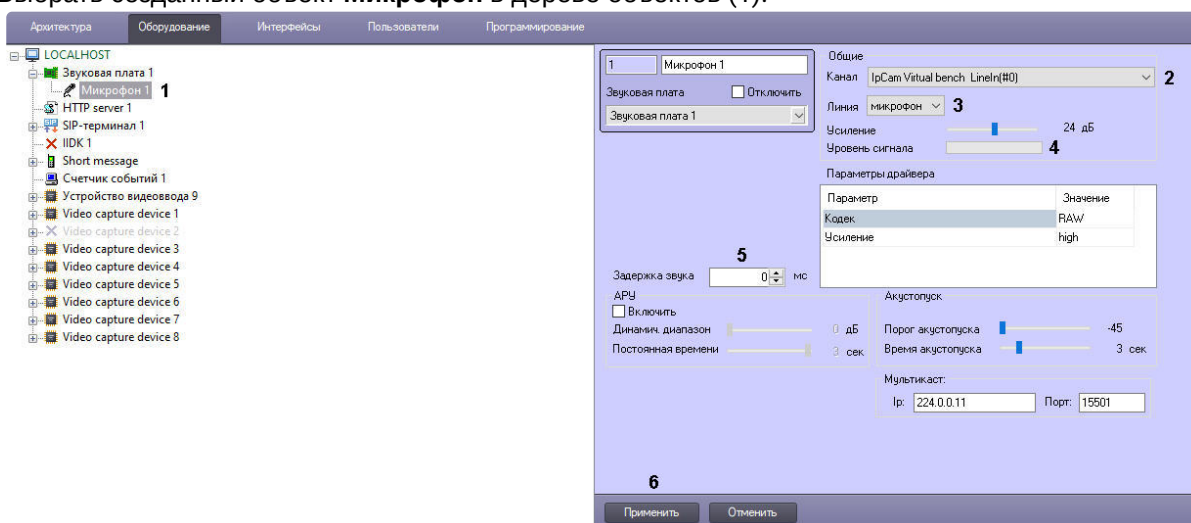 Выбрать созданный объект Микрофон в дереве объектов (1).
Архитектура Оборудование Интерфейсы Пользователи Программирование
LOCALHOST
Звуковая плата 1
Микрофон 1 1
HTTP server 1
SIP-терминал 1
IIDK 1
Short message
Счетчик событий 1
Устройство видеоввода 9
Video capture device 1
Video capture device 2
Video capture device 3
Video capture device 4
Video capture device 5
Video capture device 6
Video capture device 7
Video capture device 8
1 Микрофон 1
Звуковая плата Отключить
Звуковая плата 1
Общие
Канал IpCam Virtual bench LineIn(#0) 2
Линия микрофон 3
Усиление 24 дБ
Уровень сигнала 4
Параметры драйвера
Параметр Значение
Кодек RAW
Усиление high
5
Задержка звука 0 мс
АРУ
Включить
Динамич. диапазон 0 дБ
Постоянная времени 3 сек
Акустопуск
Порог акустопуска -45
Время акустопуска 3 сек
Мультикаст:
Ip: 224.0.0.11 Порт: 15501
6
Применить Отменить